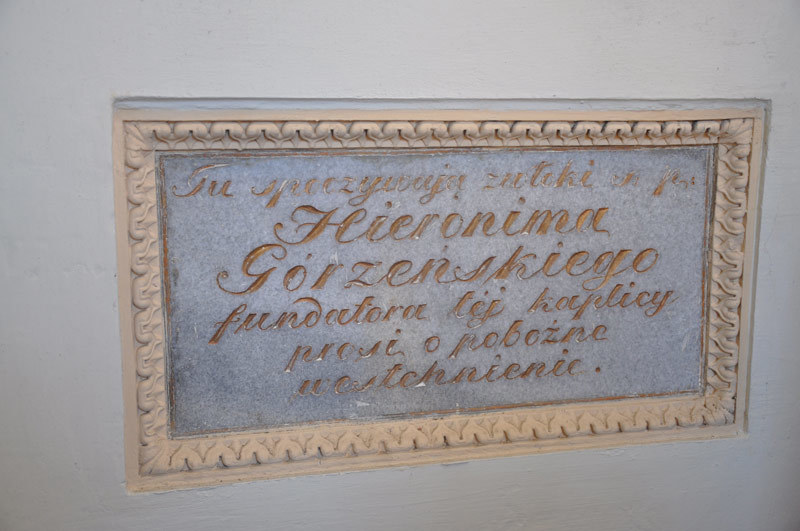 Tu spoczywają zwłoki ś. p.
Hieronima
Górzeńskiego
fundatora téj kaplicy
prosi o pobożne
westchnienie.